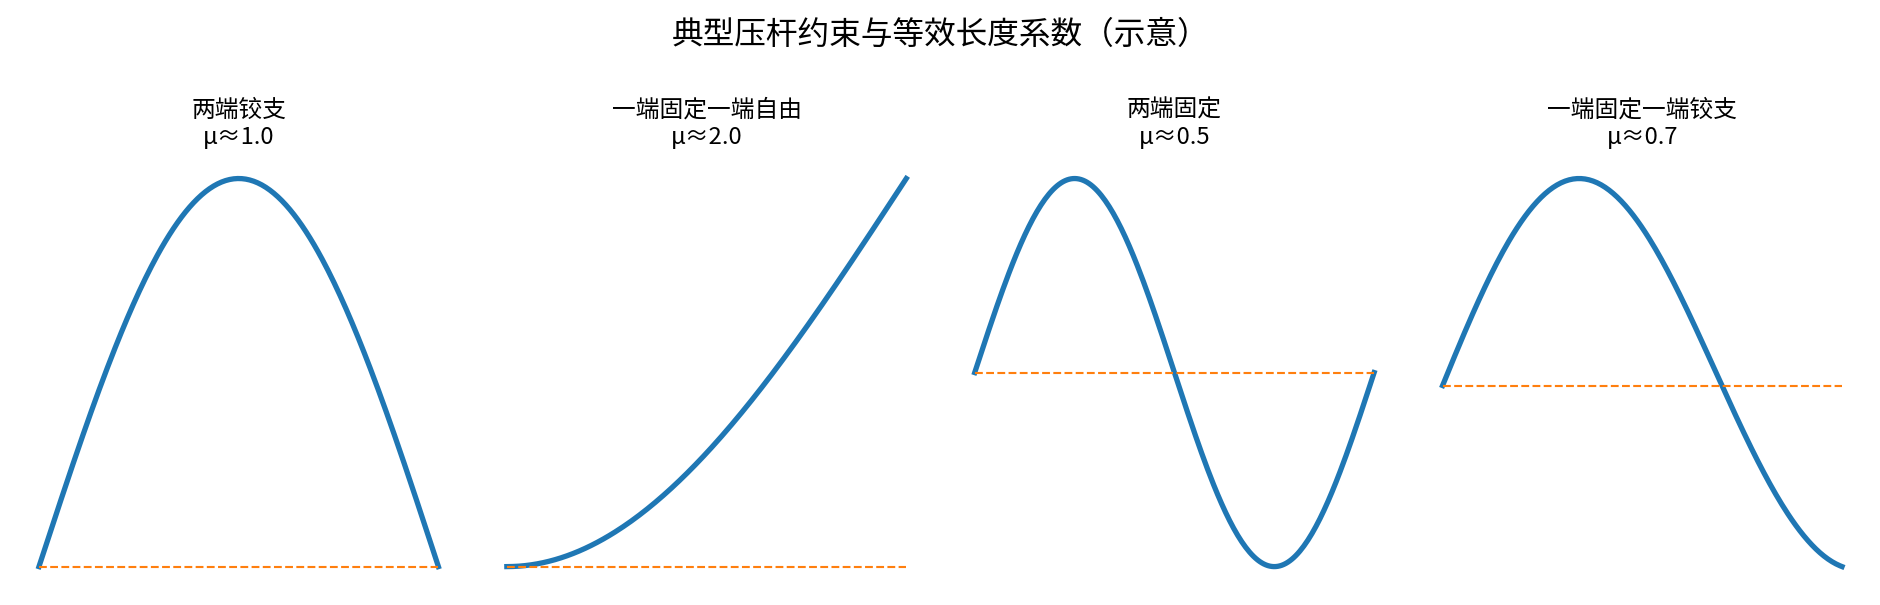 典型压杆约束与等效长度系数（示意）
两端铰支
μ≈1.0
一端固定一端自由
μ≈2.0
两端固定
μ≈0.5
一端固定一端铰支
μ≈0.7